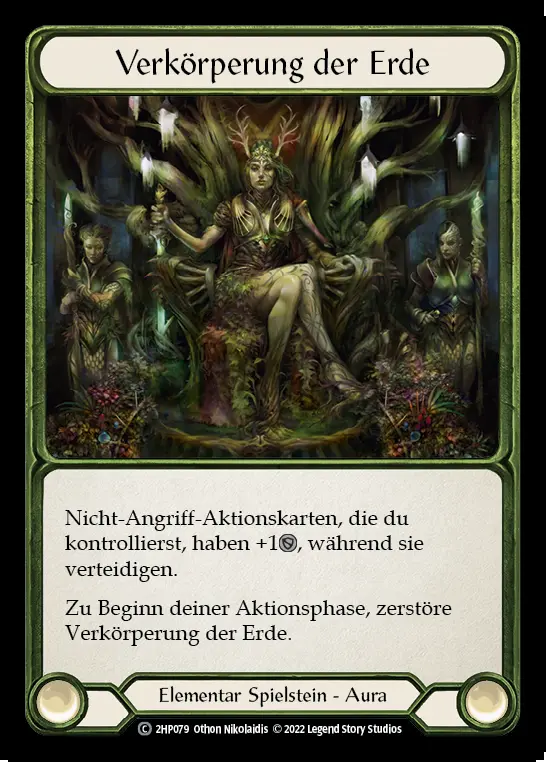 Verkörperung der Erde
Nicht-Angriff-Aktionskarten, die du
kontrollierst, haben +1, während sie
verteidigen.
Zu Beginn deiner Aktionsphase, zerstöre
Verkörperung der Erde.
Elementar Spielstein - Aura
C 2HP079 Othon Nikolaidis © 2022 Legend Story Studios